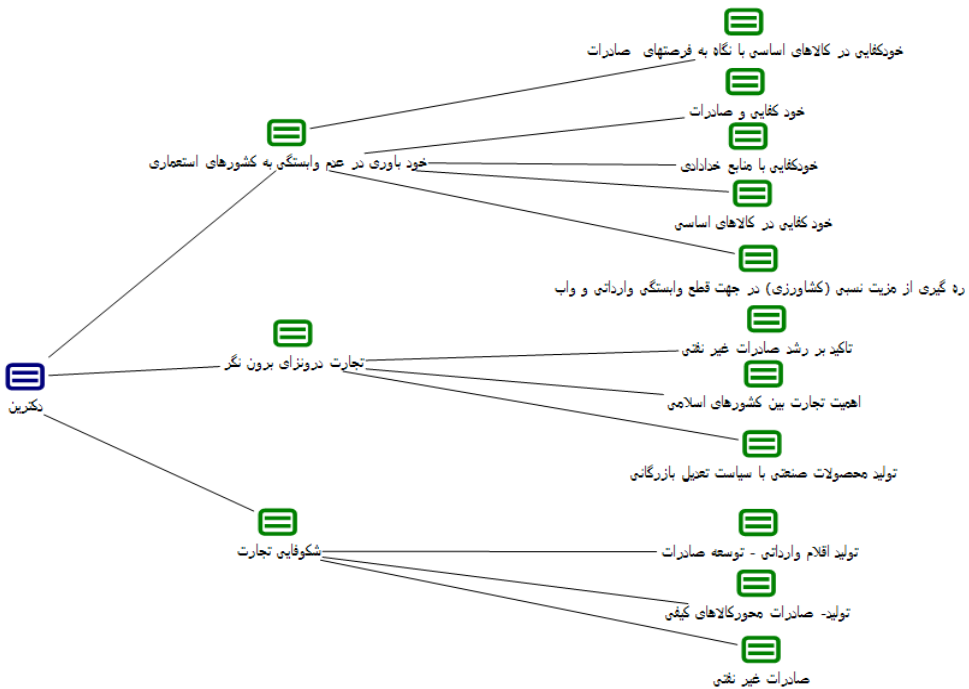 خودکفایی در کالاهای اساسی با نگاه به فرصتهای صادرات
خود کفایی و صادرات
خود باوری در عدم وابستگی به کشورهای استعماری
خودکفایی با منابع خدادادی
خود کفایی در کالاهای اساسی
ره گیری از مزیت نسبی (کشاورزی) در جهت قطع وابستگی وارداتی و واب
تاکید بر رشد صادرات غیر نفتی
تجارت درونزای برون نگر
اهمیت تجارت بین کشورهای اسلامی
دکترین
تولید محصولات صنعتی با سیاست تعدیل بازرگانی
شکوفایی تجارت
تولید اقلام وارداتی - توسعه صادرات
تولید- صادرات محورکالاهای کیفی
صادرات غیر نفتی